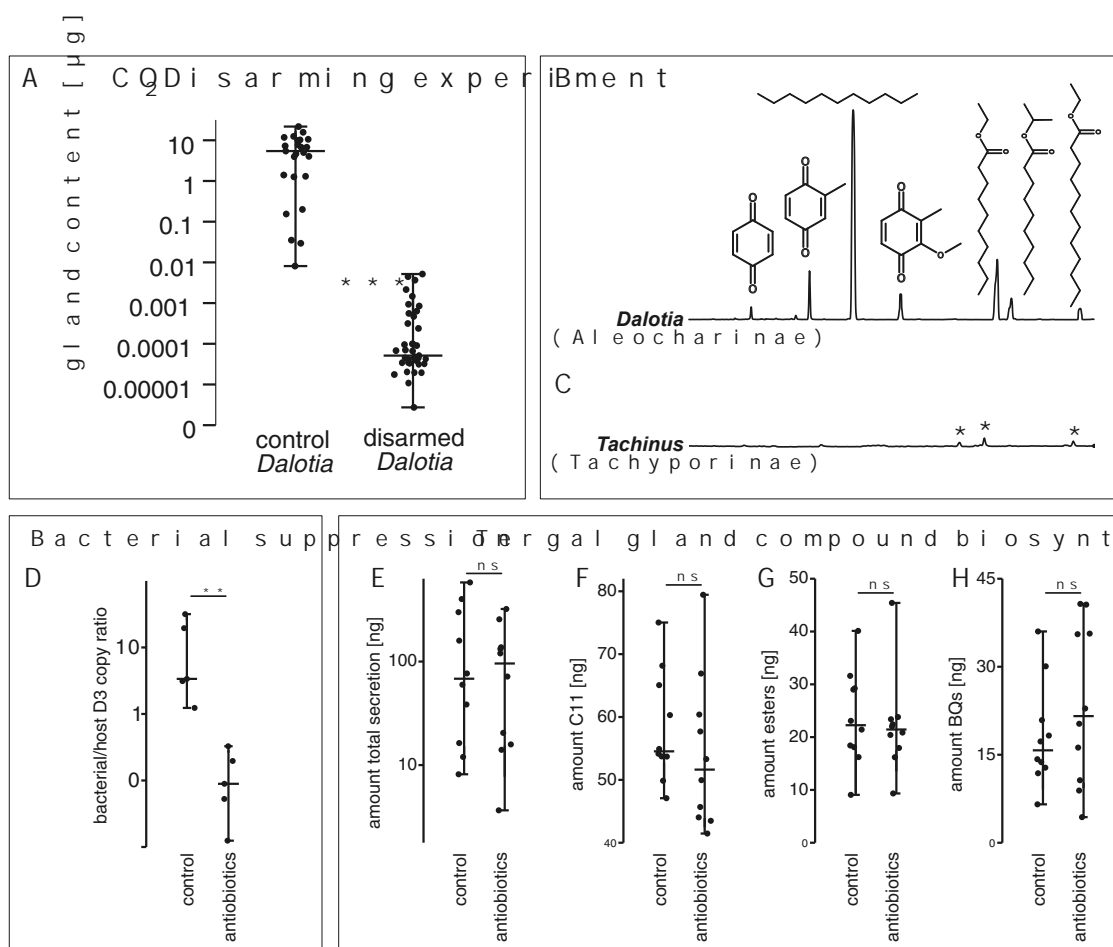 A CO2 Disarming experiment
gland content [µg]
10
1
0.1
0.01
0.001
0.0001
0.00001
0
* * *
control
Dalotia
disarmed
Dalotia
B
O
O
O
O
O
O
O
o
o
o
o
o
o
Dalotia
(Aleocharinae)
C
* * *
Tachinus
(Tachyporinae)
Bacterial suppression
D
bacterial/host D3 copy ratio
10
1
0
* *
control
antiobiotics
Tergal gland compound biosynt
E
amount total secretion [ng]
100
10
ns
control
antiobiotics
F
amount C11 [ng]
80
70
60
50
40
ns
control
antiobiotics
G
amount esters [ng]
50
40
30
20
10
0
ns
control
antiobiotics
H
amount BQs [ng]
45
30
15
0
ns
control
antiobiotics